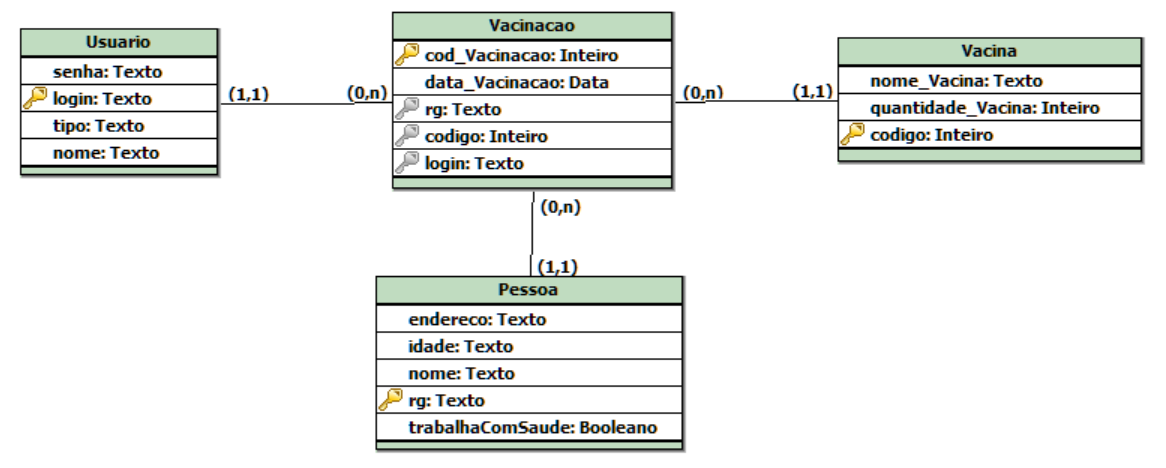 Usuario
senha: Texto
login: Texto
tipo: Texto
nome: Texto
(1,1)
(0,n)
Vacinacao
cod_Vacinacao: Inteiro
data_Vacinacao: Data
rg: Texto
codigo: Inteiro
login: Texto
(0,n)
(1,1)
Vacina
nome_Vacina: Texto
quantidade_Vacina: Inteiro
codigo: Inteiro
(0,n)
(1,1)
Pessoa
endereco: Texto
idade: Texto
nome: Texto
rg: Texto
trabalhaComSaude: Booleano